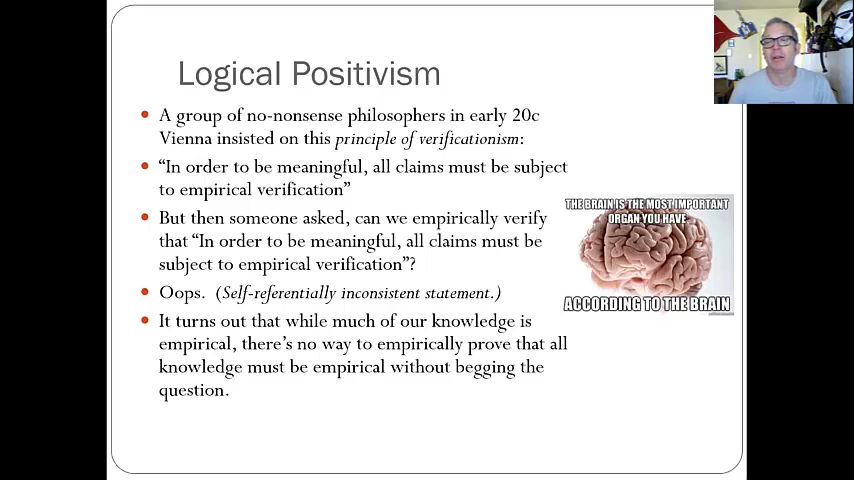 Logical Positivism
A group of no-nonsense philosophers in early 20c
Vienna insisted on this principle of verificationism:
“In order to be meaningful, all claims must be subject
to empirical verification”
But then someone asked, can we empirically verify
that “In order to be meaningful, all claims must be
subject to empirical verification”?
Oops. (Self-referentially inconsistent statement.)
It turns out that while much of our knowledge is
empirical, there’s no way to empirically prove that all
knowledge must be empirical without begging the
question.
THE BRAIN IS THE MOST IMPORTANT
ORGAN YOU HAVE
ACCORDING TO THE BRAIN